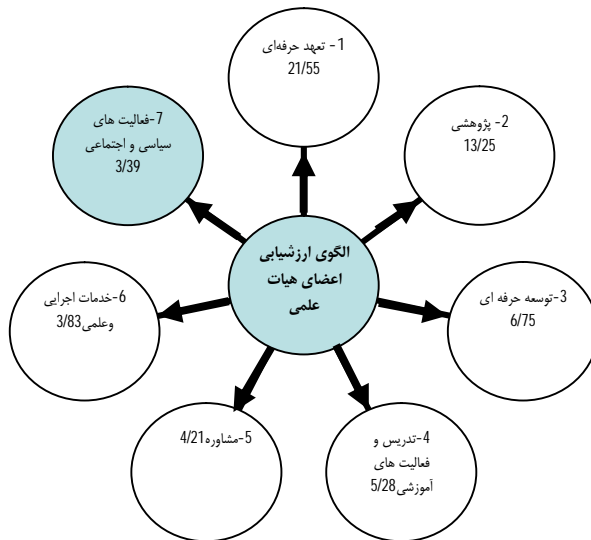 1- تعهد حرفه‌ای
21/55
2- پژوهشی
13/25
3-توسعه حرفه ای
6/75
4-تدریس و
فعالیت های
آموزشی5/28
5-مشاوره4/21
6-خدمات اجرایی
وعلمی3/83
7-فعالیت های
سیاسی و اجتماعی
3/39
الگوی ارزشیابی
اعضای هیات
علمی